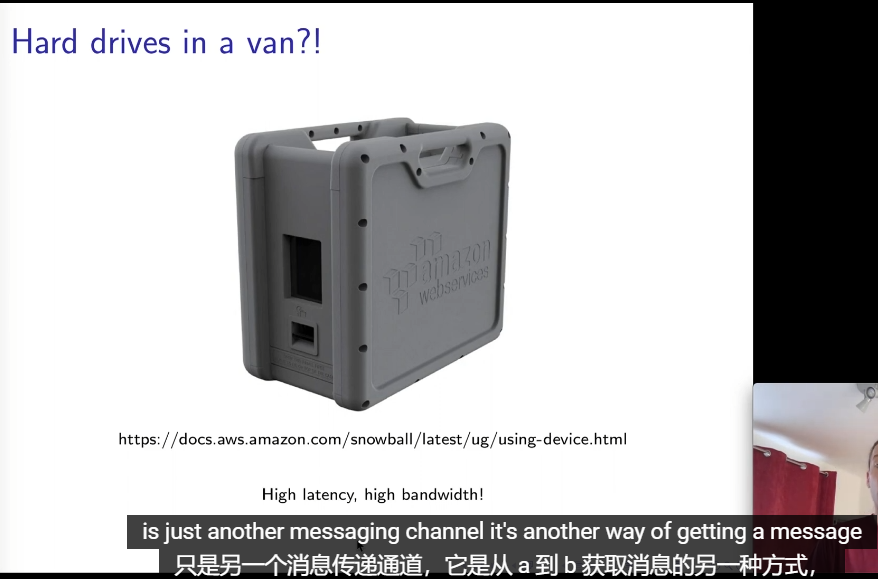 Hard drives in a van?!
amazon
webservices
https://docs.aws.amazon.com/snowball/latest/ug/using-device.html
High latency, high bandwidth!
is just another messaging channel it's another way of getting a message
只是另一个消息传递通道，它是从 a 到 b 获取消息的另一种方式，